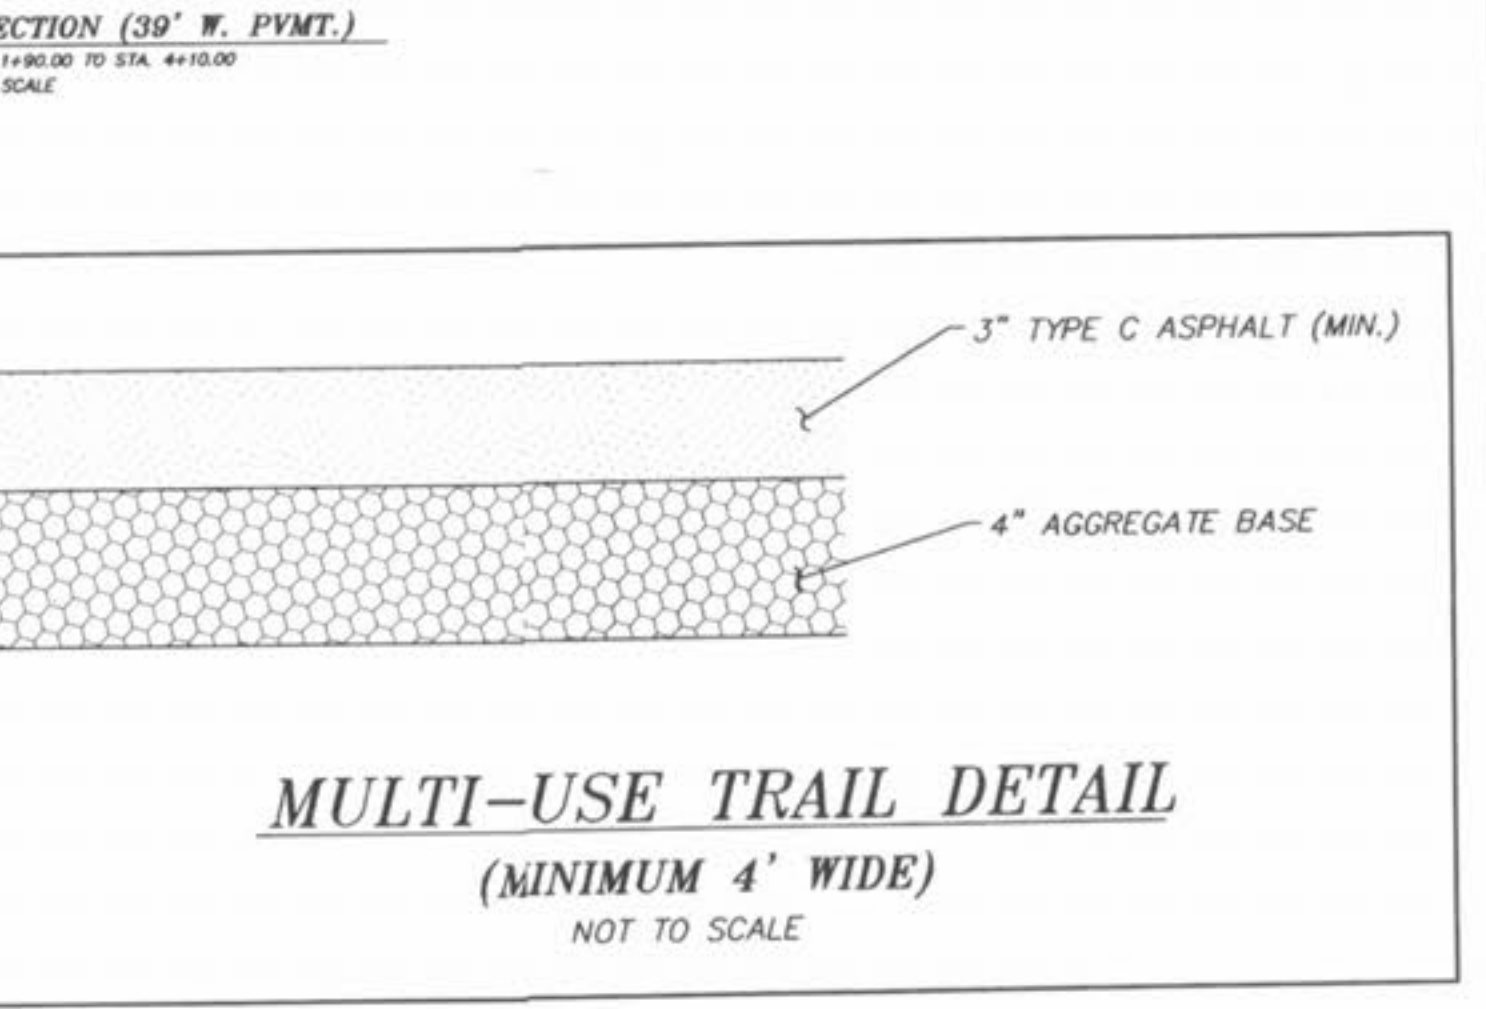 ECTION (39' W. PVMT.)
1+90.00 TO STA. 4+10.00
SCALE
3" TYPE C ASPHALT (MIN.)
4" AGGREGATE BASE
MULTI-USE TRAIL DETAIL
(MINIMUM 4' WIDE)
NOT TO SCALE